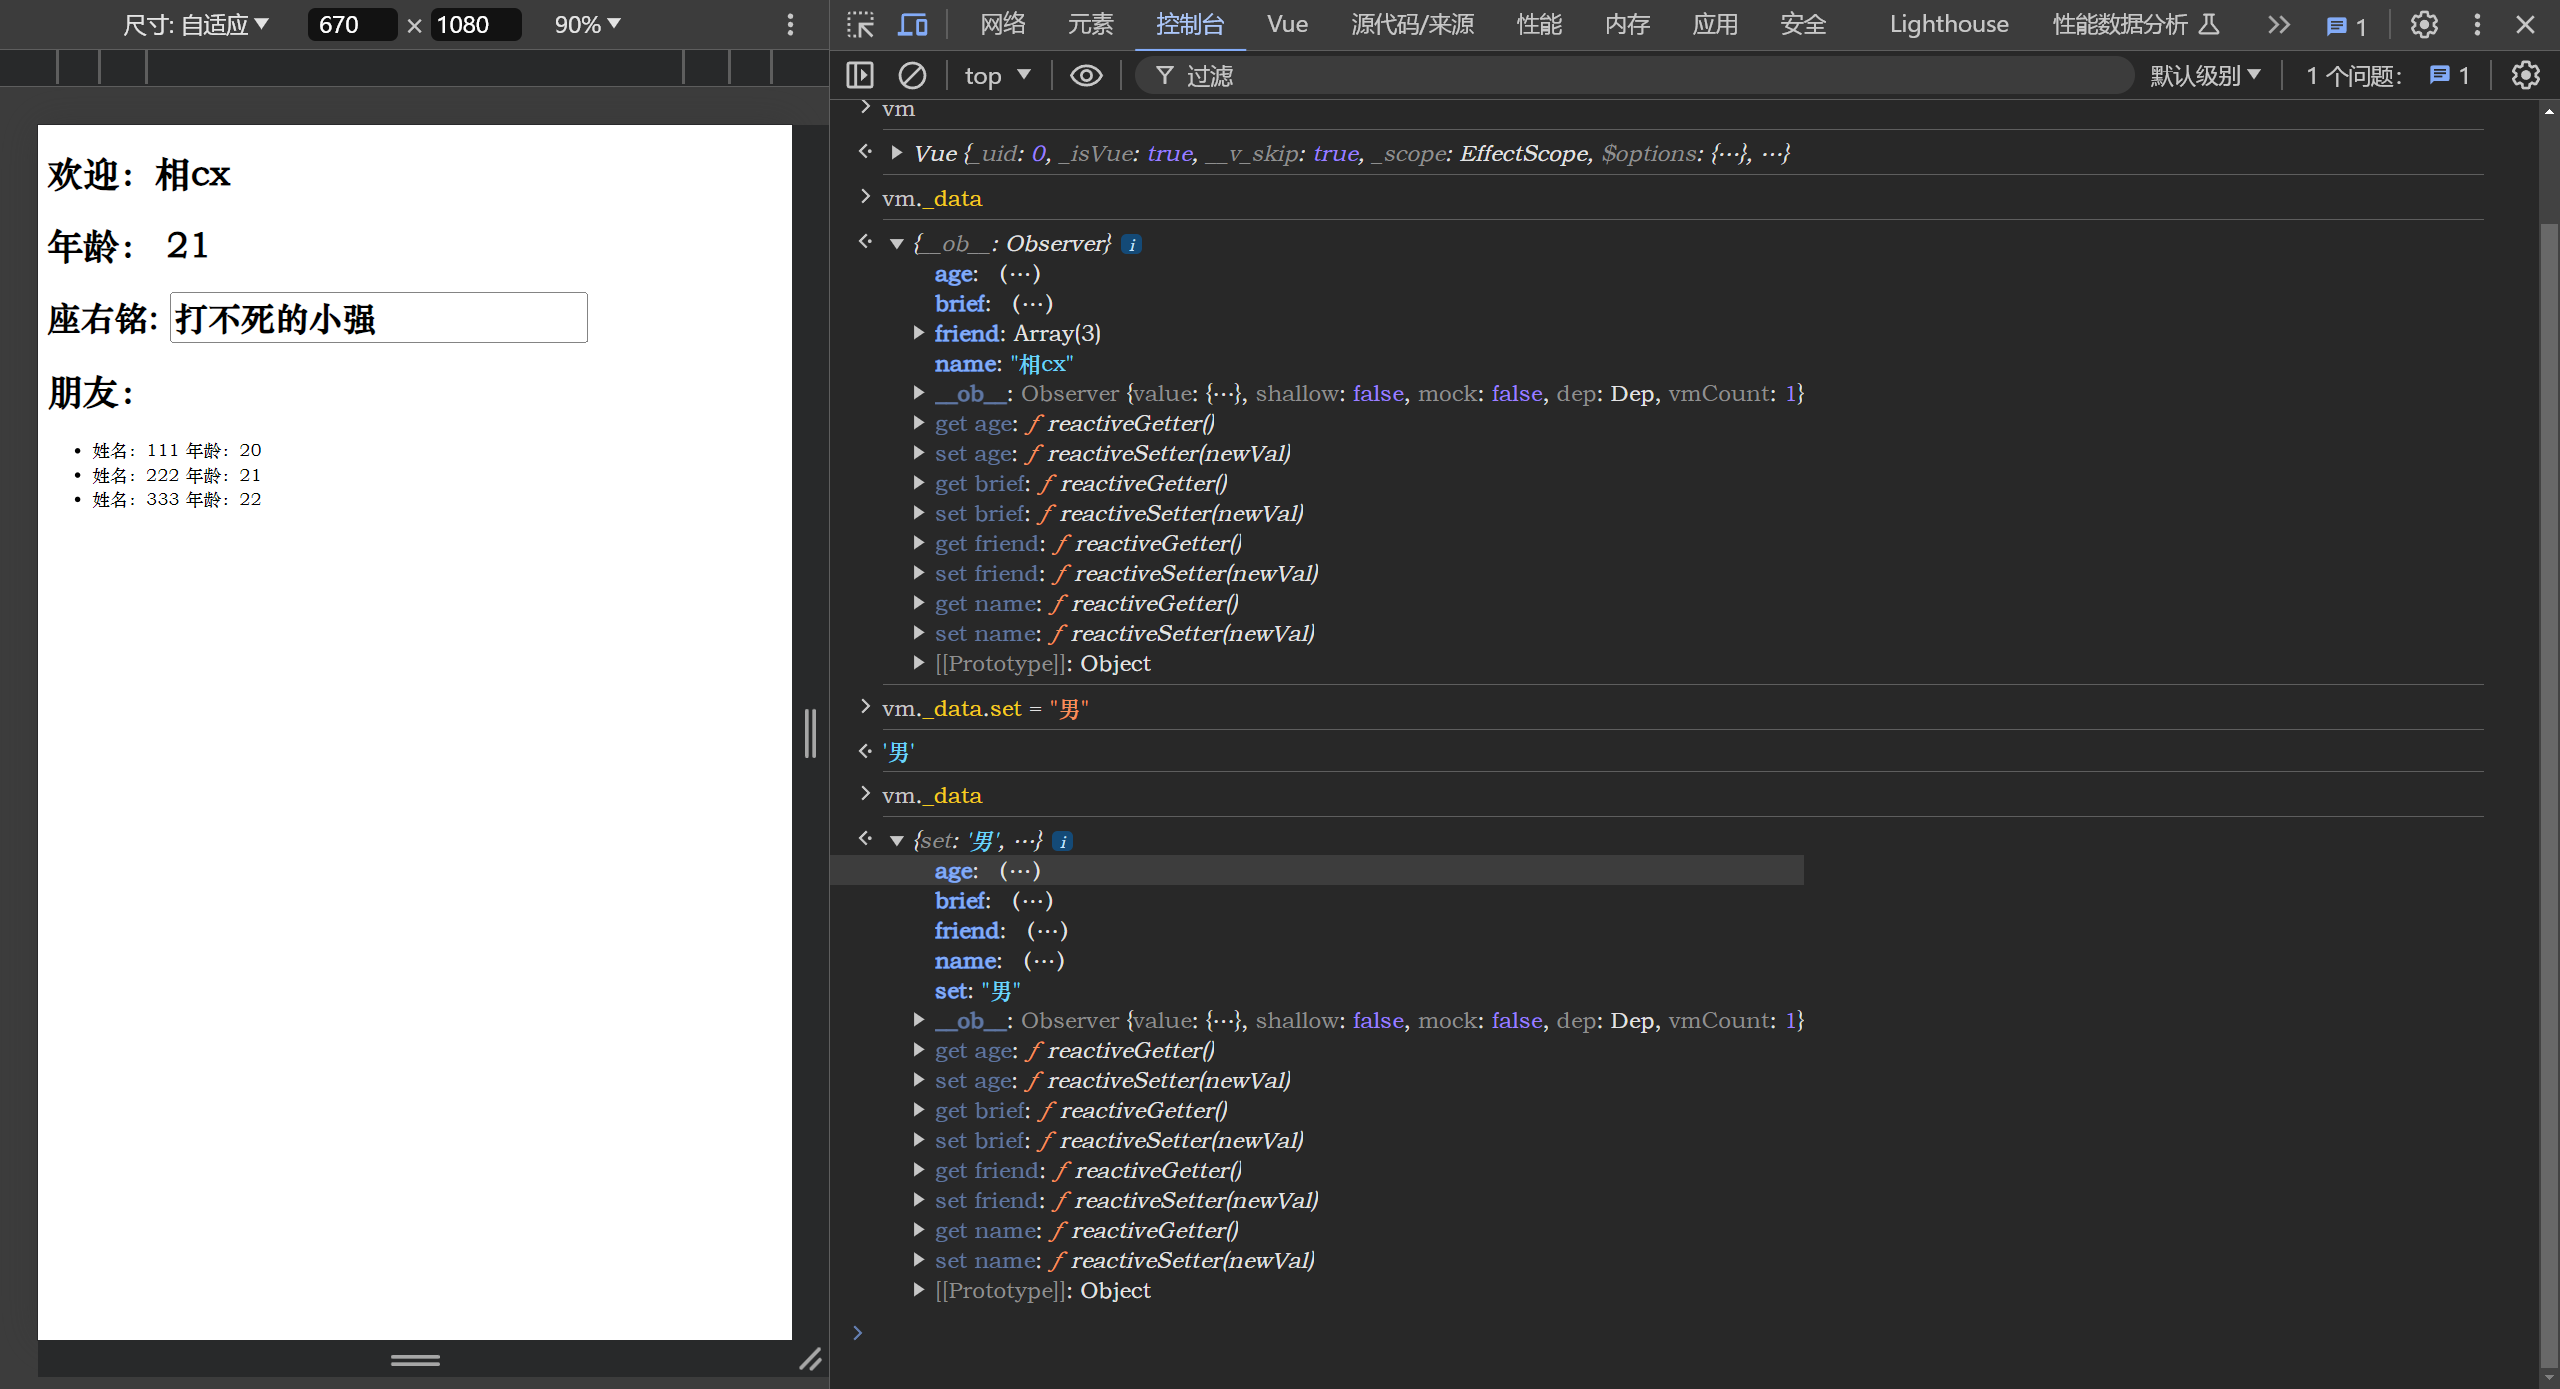 尺寸: 自适应 670 × 1080 90%
欢迎：相cx
年龄： 21
座右铭: 打不死的小强
朋友：
• 姓名：111 年龄：20
• 姓名：222 年龄：21
• 姓名：333 年龄：22
网络 元素 控制台 Vue 源代码/来源 性能 内存 应用 安全 Lighthouse 性能数据分析 1
top 过滤 默认级别 1 个问题： 1
vm
Vue {_uid: 0, _isVue: true, __v_skip: true, _scope: EffectScope, $options: {…}, …}
vm._data
{__ob__: Observer} i
age: (…)
brief: (…)
friend: Array(3)
name: "相cx"
__ob__: Observer {value: {…}, shallow: false, mock: false, dep: Dep, vmCount: 1}
get age: ƒ reactiveGetter()
set age: ƒ reactiveSetter(newVal)
get brief: ƒ reactiveGetter()
set brief: ƒ reactiveSetter(newVal)
get friend: ƒ reactiveGetter()
set friend: ƒ reactiveSetter(newVal)
get name: ƒ reactiveGetter()
set name: ƒ reactiveSetter(newVal)
[[Prototype]]: Object
vm._data.set = "男"
'男'
vm._data
{set: '男', …} i
age: (…)
brief: (…)
friend: (…)
name: (…)
set: "男"
__ob__: Observer {value: {…}, shallow: false, mock: false, dep: Dep, vmCount: 1}
get age: ƒ reactiveGetter()
set age: ƒ reactiveSetter(newVal)
get brief: ƒ reactiveGetter()
set brief: ƒ reactiveSetter(newVal)
get friend: ƒ reactiveGetter()
set friend: ƒ reactiveSetter(newVal)
get name: ƒ reactiveGetter()
set name: ƒ reactiveSetter(newVal)
[[Prototype]]: Object